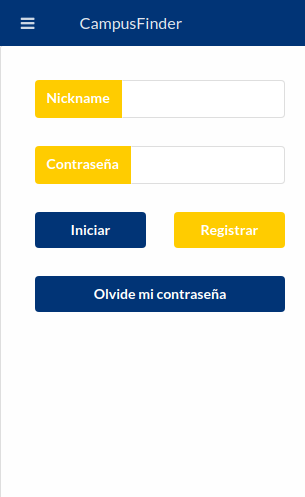 CampusFinder
Nickname
Contraseña
Iniciar Registrar
Olvide mi contraseña